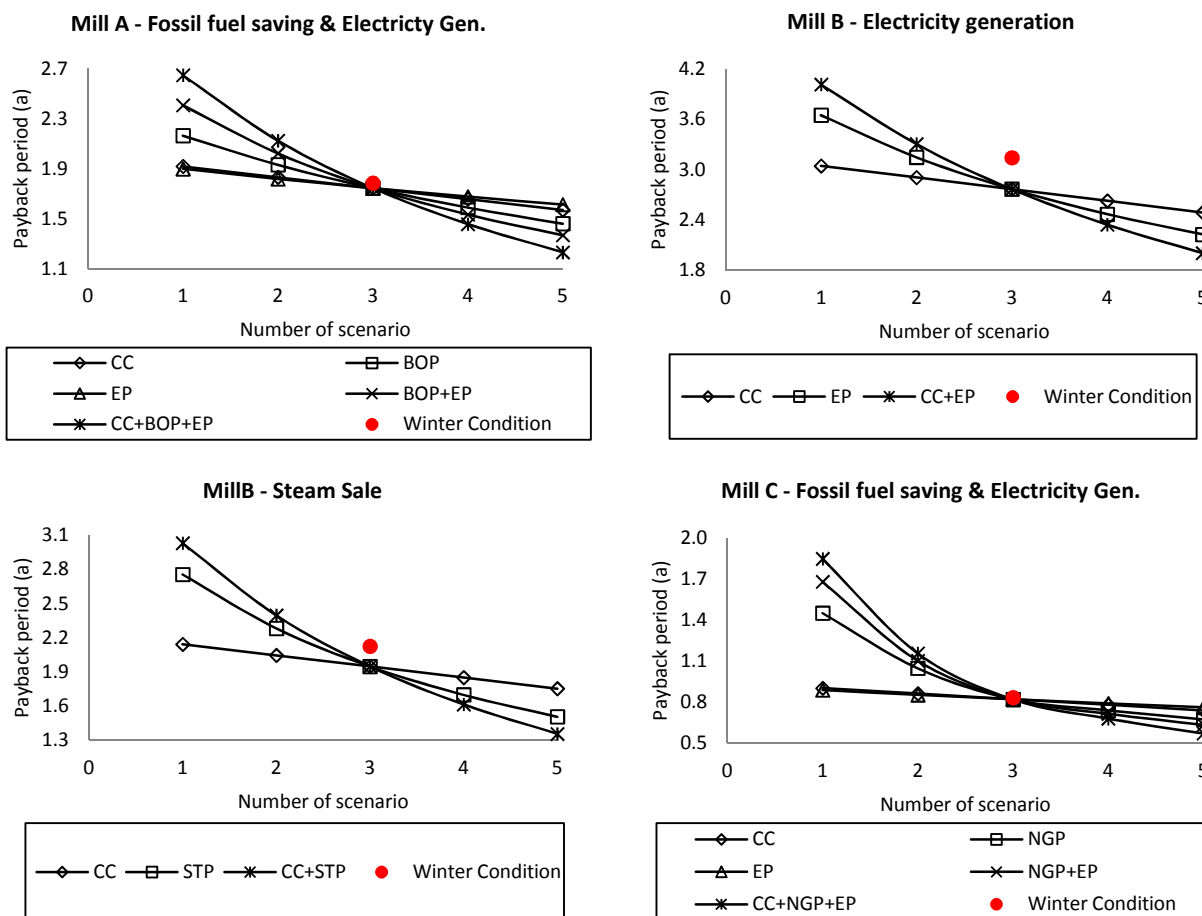 Mill A - Fossil fuel saving & Electricty Gen.
Payback period (a)
2.7
2.3
1.9
1.5
1.1
0 1 2 3 4 5
Number of scenario
CC BOP
EP BOP+EP
CC+BOP+EP Winter Condition
Mill B - Electricity generation
Payback period (a)
4.2
3.6
3.0
2.4
1.8
0 1 2 3 4 5
Number of scenario
CC EP CC+EP Winter Condition
MillB - Steam Sale
Payback period (a)
3.1
2.8
2.5
2.2
1.9
1.6
1.3
0 1 2 3 4 5
Number of scenario
CC STP CC+STP Winter Condition
Mill C - Fossil fuel saving & Electricity Gen.
Payback period (a)
2.0
1.7
1.4
1.1
0.8
0.5
0 1 2 3 4 5
Number of scenario
CC NGP
EP NGP+EP
CC+NGP+EP Winter Condition